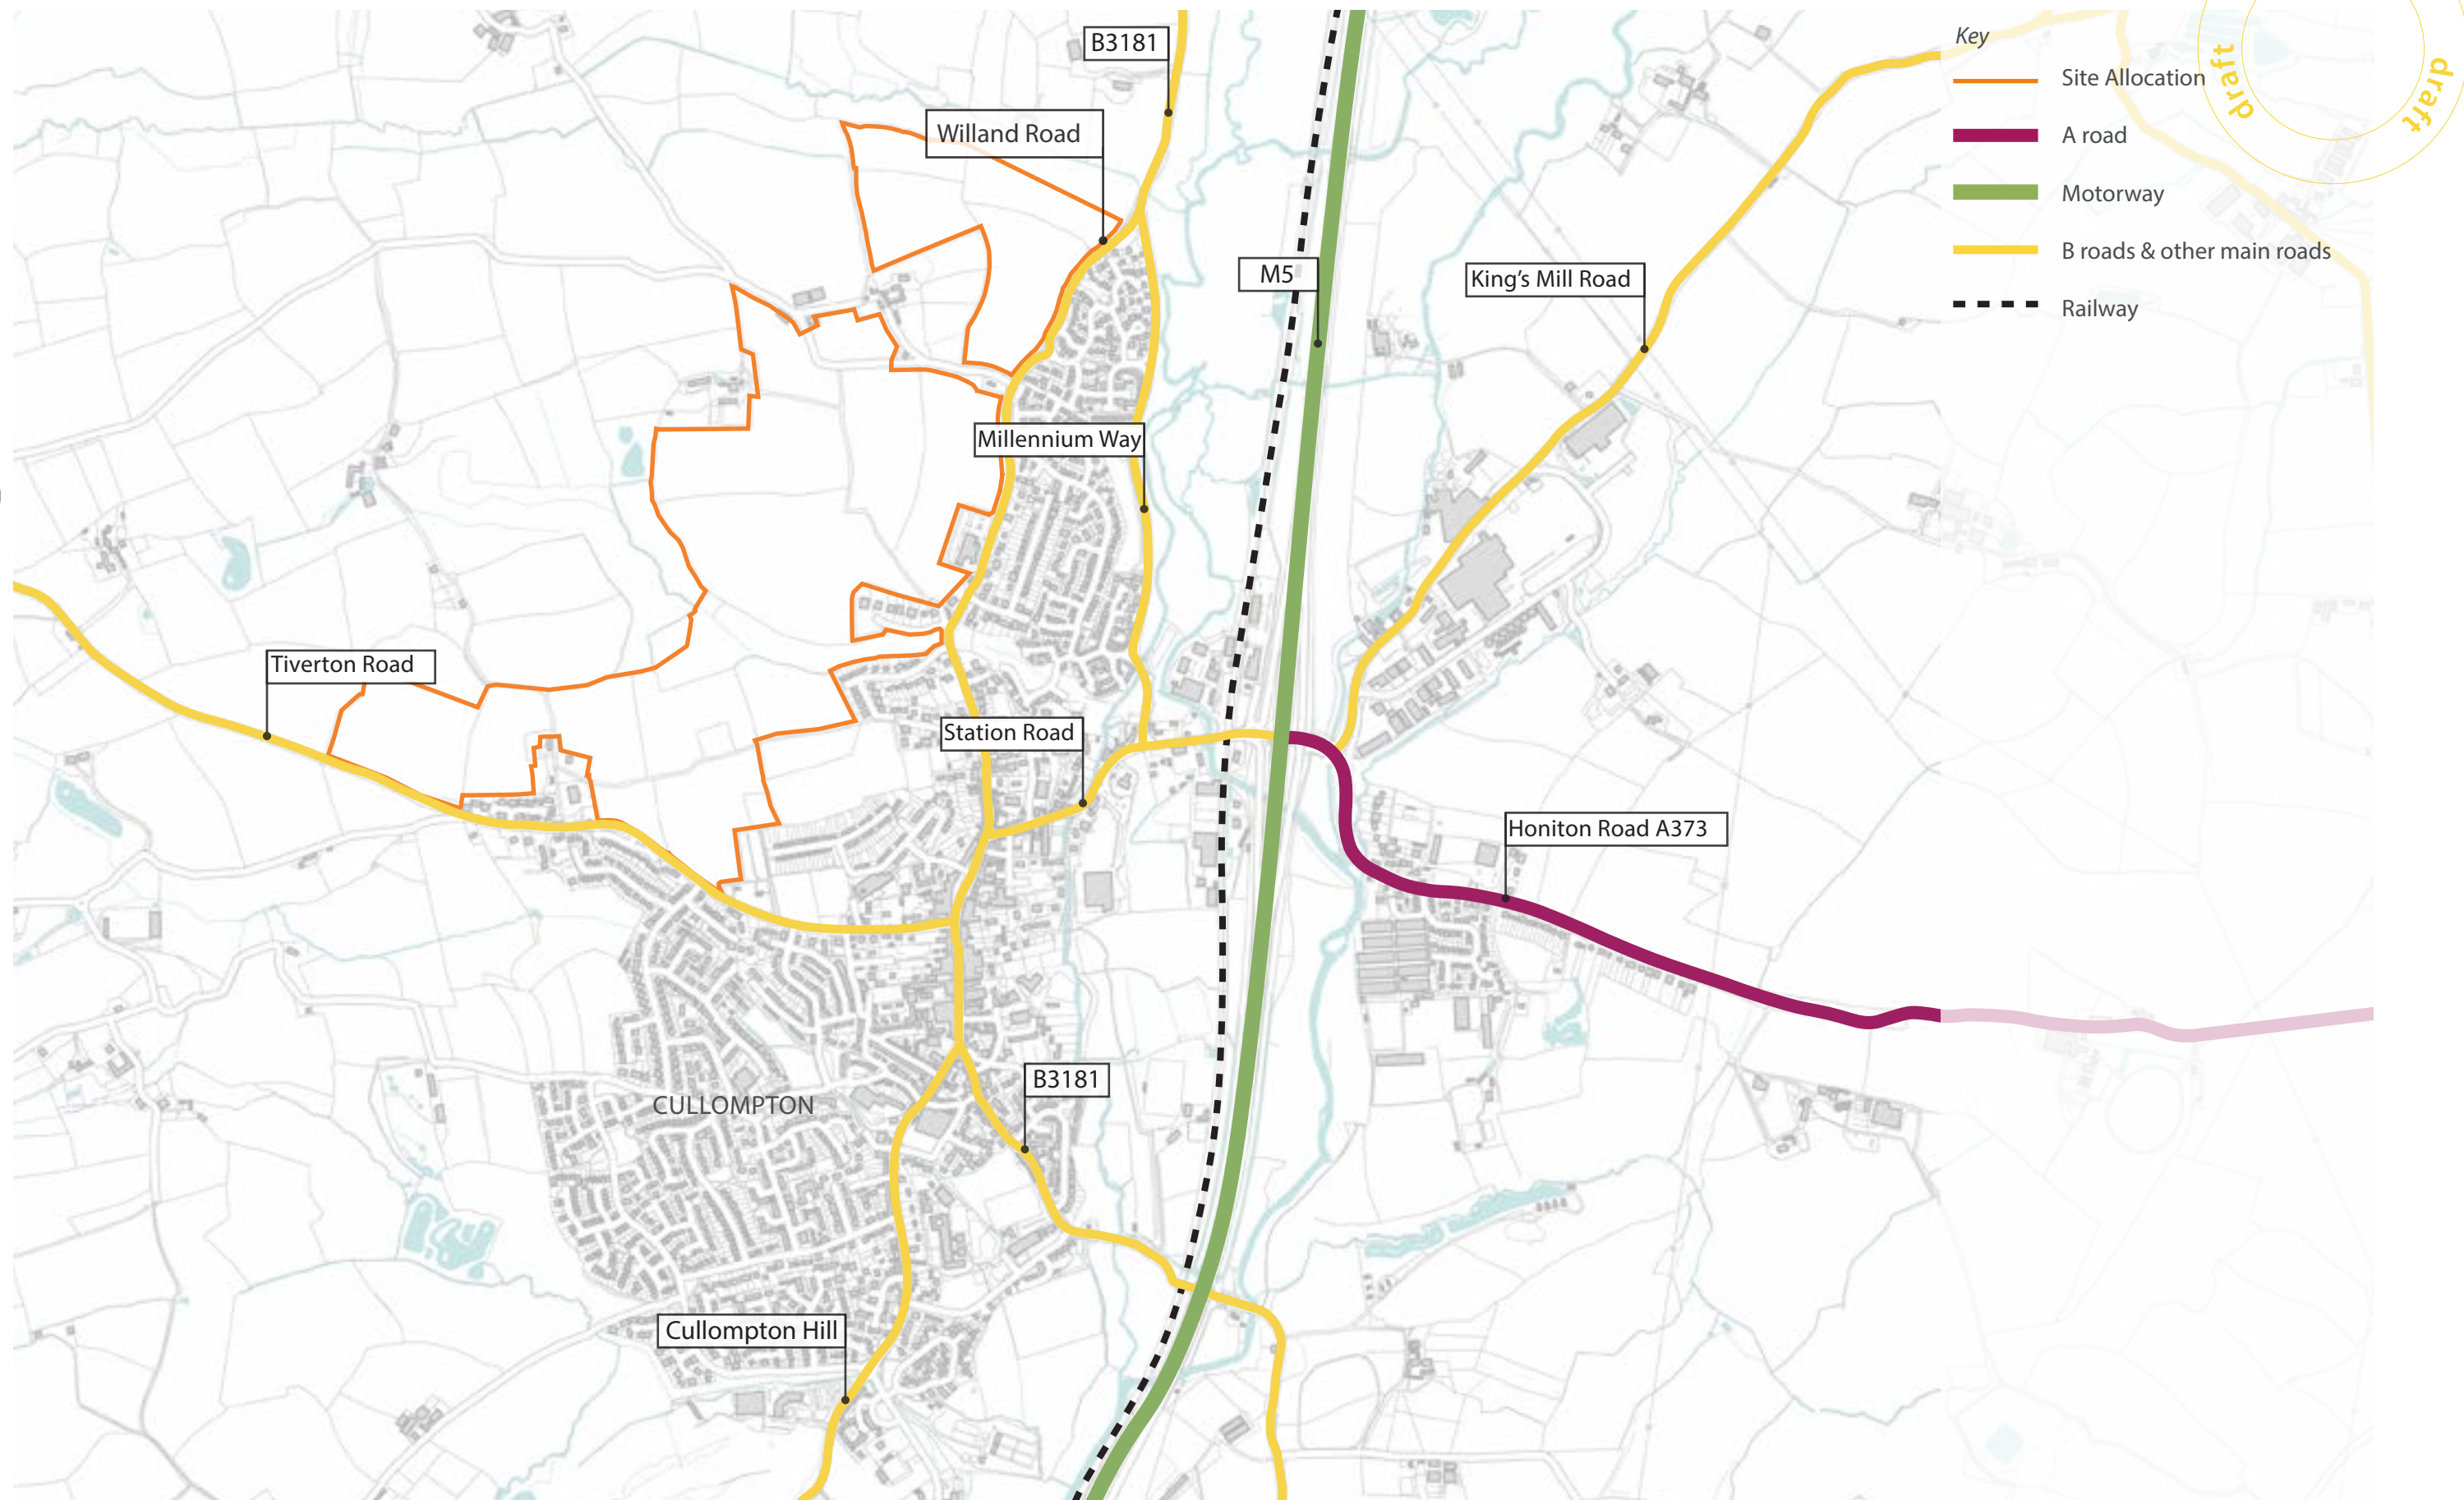 B3181
Willand Road
M5
King's Mill Road
Millennium Way
Tiverton Road
Station Road
Honiton Road A373
B3181
CULLOMPTON
Cullompton Hill
Key
Site Allocation
A road
Motorway
B roads & other main roads
Railway
draft
draft